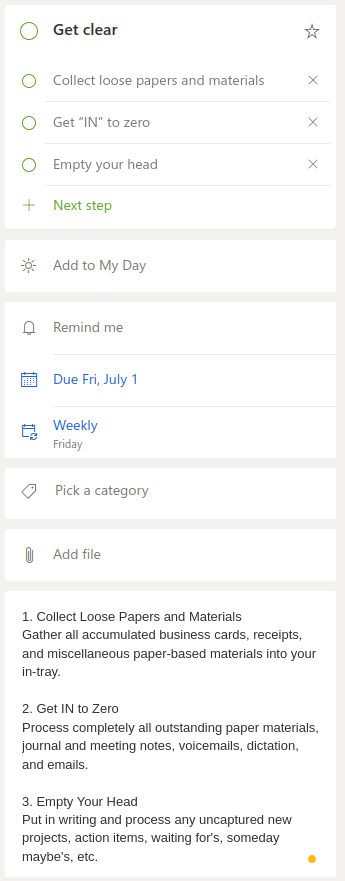 Get clear
Collect loose papers and materials
Get “IN” to zero
Empty your head
Next step
Add to My Day
Remind me
Due Fri, July 1
Weekly
Friday
Pick a category
Add file
1. Collect Loose Papers and Materials
Gather all accumulated business cards, receipts,
and miscellaneous paper-based materials into your
in-tray.
2. Get IN to Zero
Process completely all outstanding paper materials,
journal and meeting notes, voicemails, dictation,
and emails.
3. Empty Your Head
Put in writing and process any uncaptured new
projects, action items, waiting for's, someday
maybe's, etc.